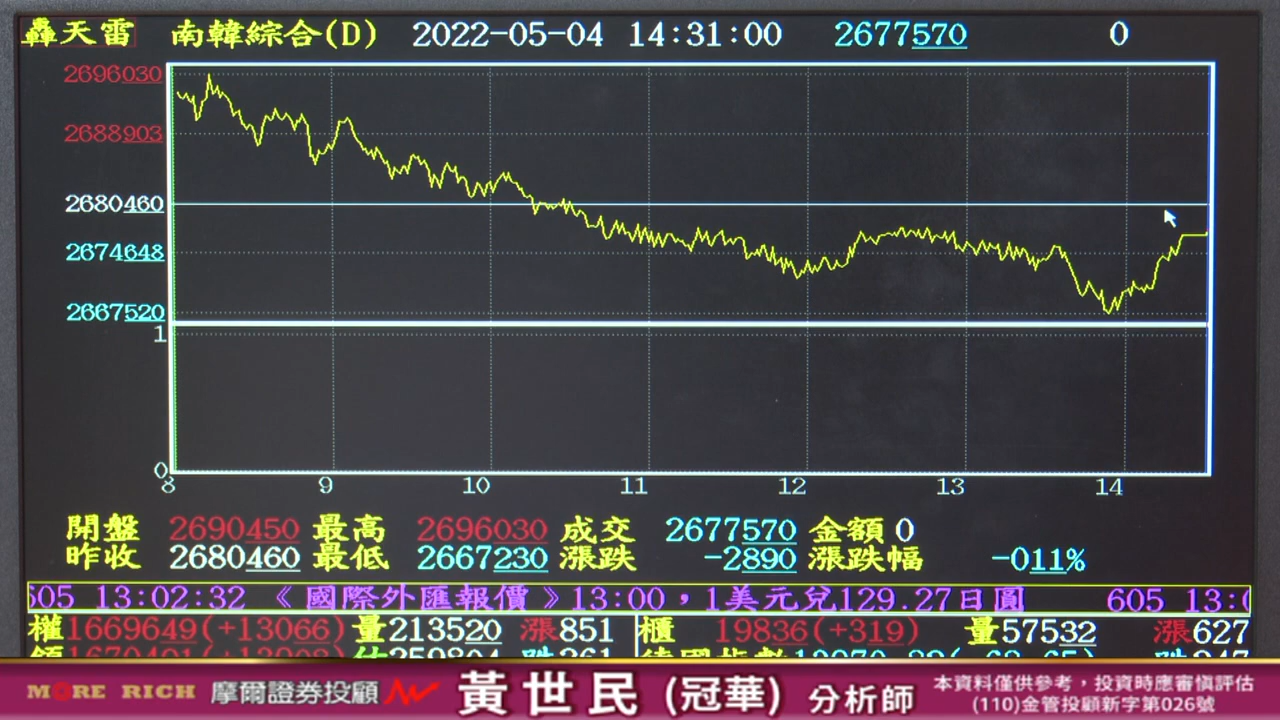 轟天雷 南韓綜合(D) 2022-05-04 14:31:00 2677570 0
2696030
2688903
2680460
2674648
2667520
1
0
8 9 10 11 12 13 14
開盤 2690450 最高 2696030 成交 2677570 金額 0
昨收 2680460 最低 2667230 漲跌 -2890 漲跌幅 -011%
605 13:02:32 《國際外匯報價》13:00，1美元兌129.27日圓 605 13:0
權1669649(+13066) 量213520 漲851 櫃 19836(+319) 量57532 漲627
MORE RICH 摩爾證券投顧 黃世民 (冠華) 分析師 本資料僅供參考，投資時應審慎評估
(110)金管投顧新字第026號